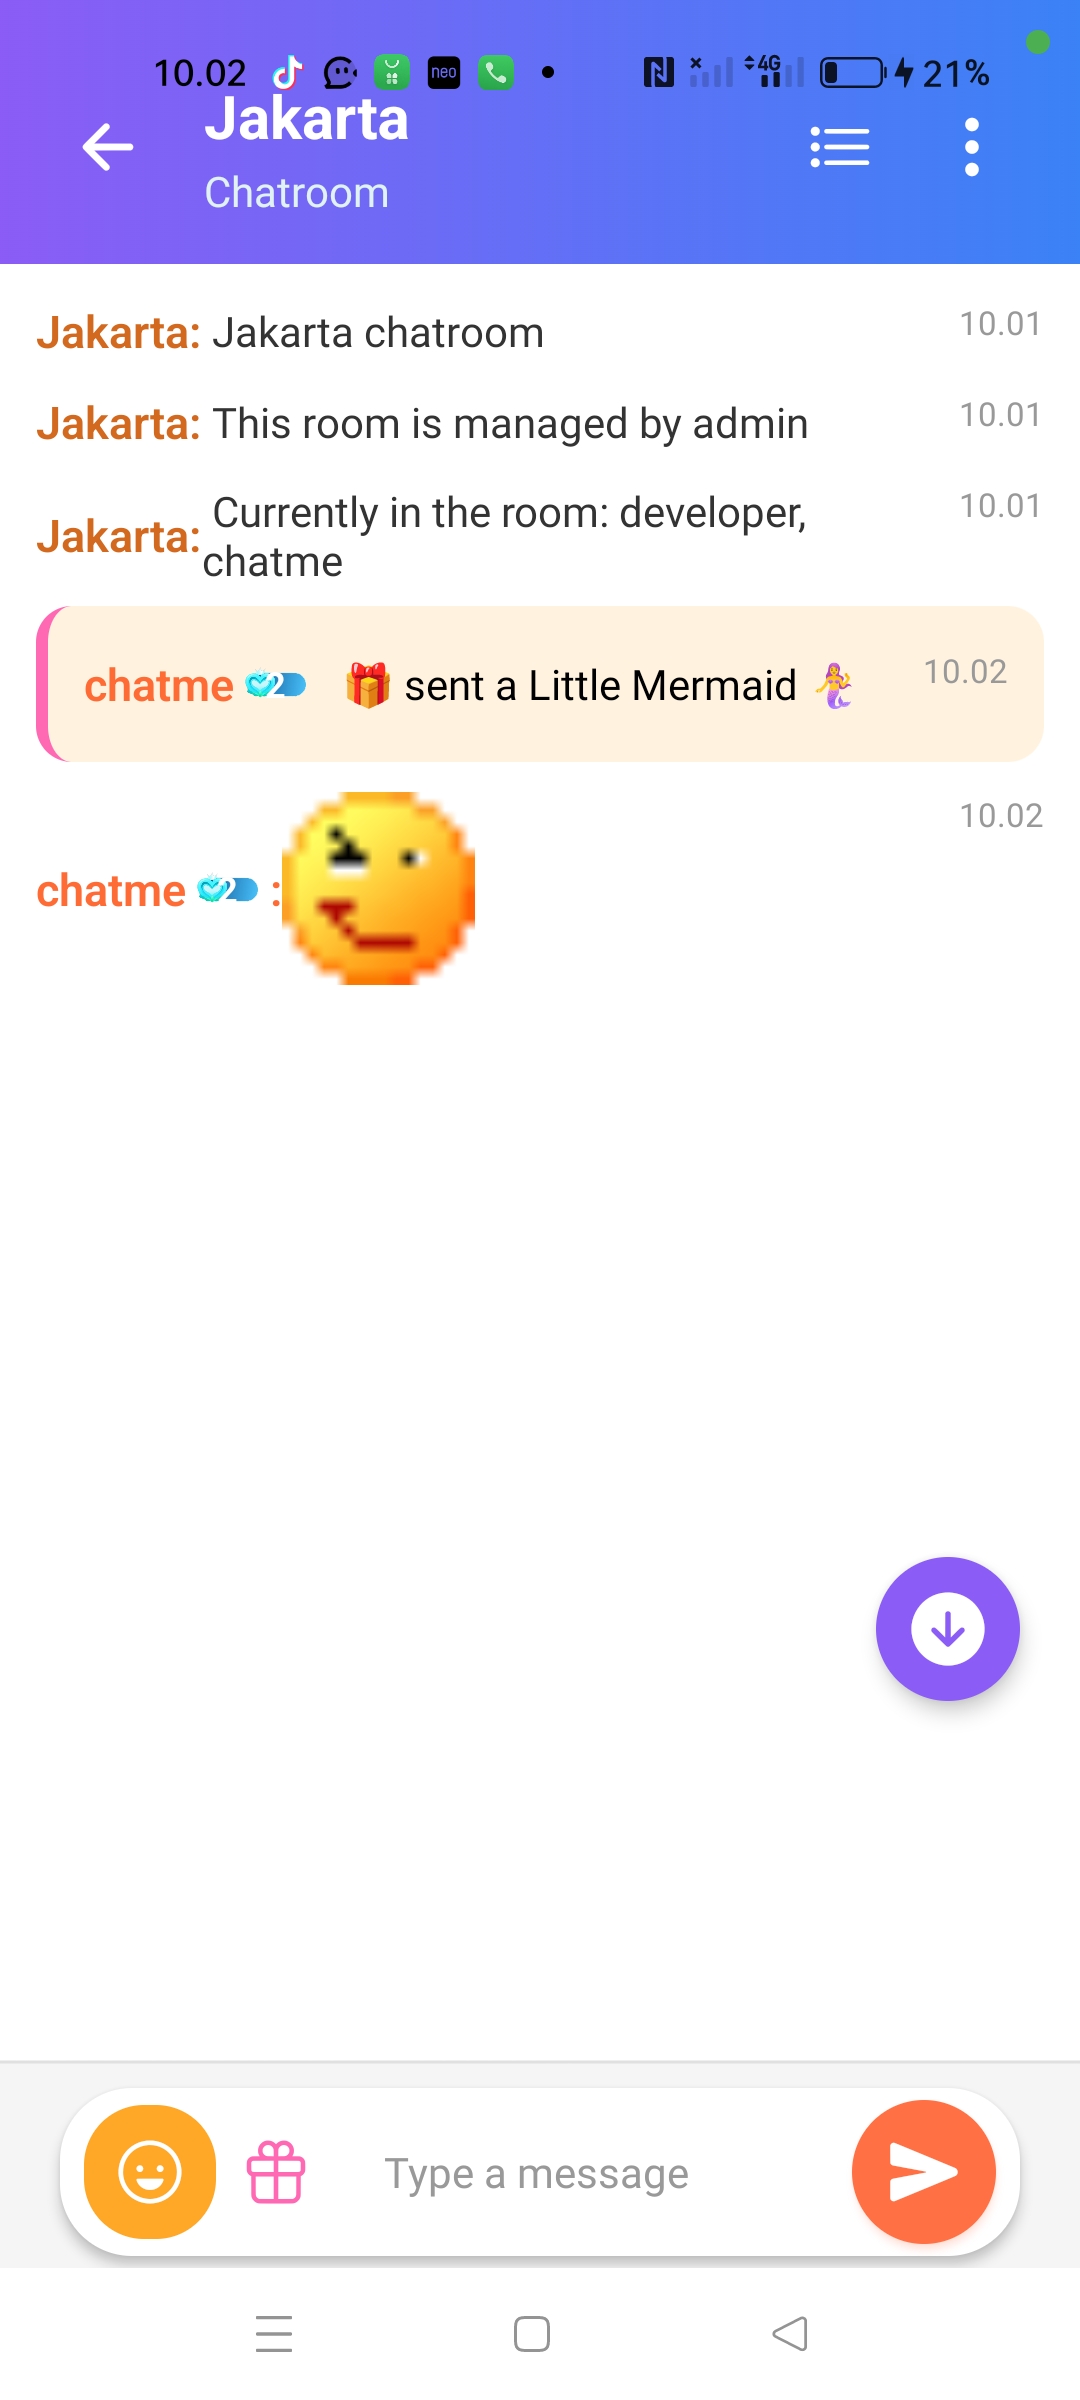 10.02 neo 4G 21%
Jakarta
Chatroom
Jakarta: Jakarta chatroom 10.01
Jakarta: This room is managed by admin 10.01
Jakarta: Currently in the room: developer, 10.01
chatme
chatme 2 🎁 sent a Little Mermaid 🧜‍♀️ 10.02
10.02
chatme 2 :
Type a message